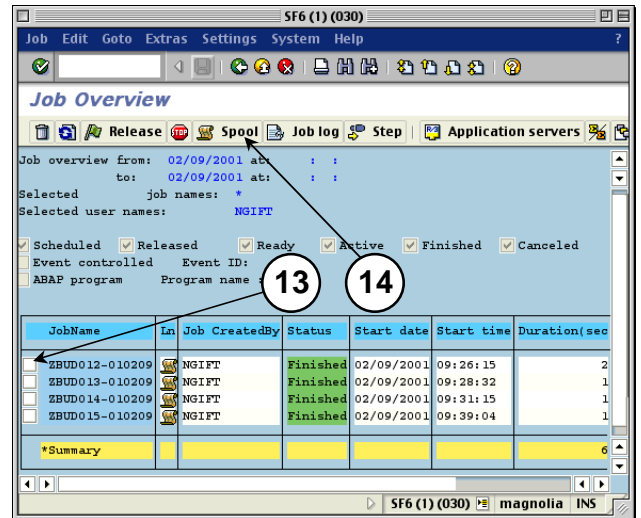 SF6 (1) (030)
Job Edit Goto Extras Settings System Help ?
Job Overview
Release Spool Job log Step Application servers
Job overview from: 02/09/2001 at: : :
to: 02/09/2001 at: : :
Selected job names: *
Selected user names: NGIFT
Scheduled Released Ready Active Finished Canceled
Event controlled Event ID:
ABAP program Program name :
13 14
JobName Ln Job CreatedBy Status Start date Start time Duration(sec
ZBUD012-010209 NGIFT Finished 02/09/2001 09:26:15 2
ZBUD013-010209 NGIFT Finished 02/09/2001 09:28:32 1
ZBUD014-010209 NGIFT Finished 02/09/2001 09:31:15 1
ZBUD015-010209 NGIFT Finished 02/09/2001 09:39:04 1
*Summary 6
SF6 (1) (030) magnolia INS